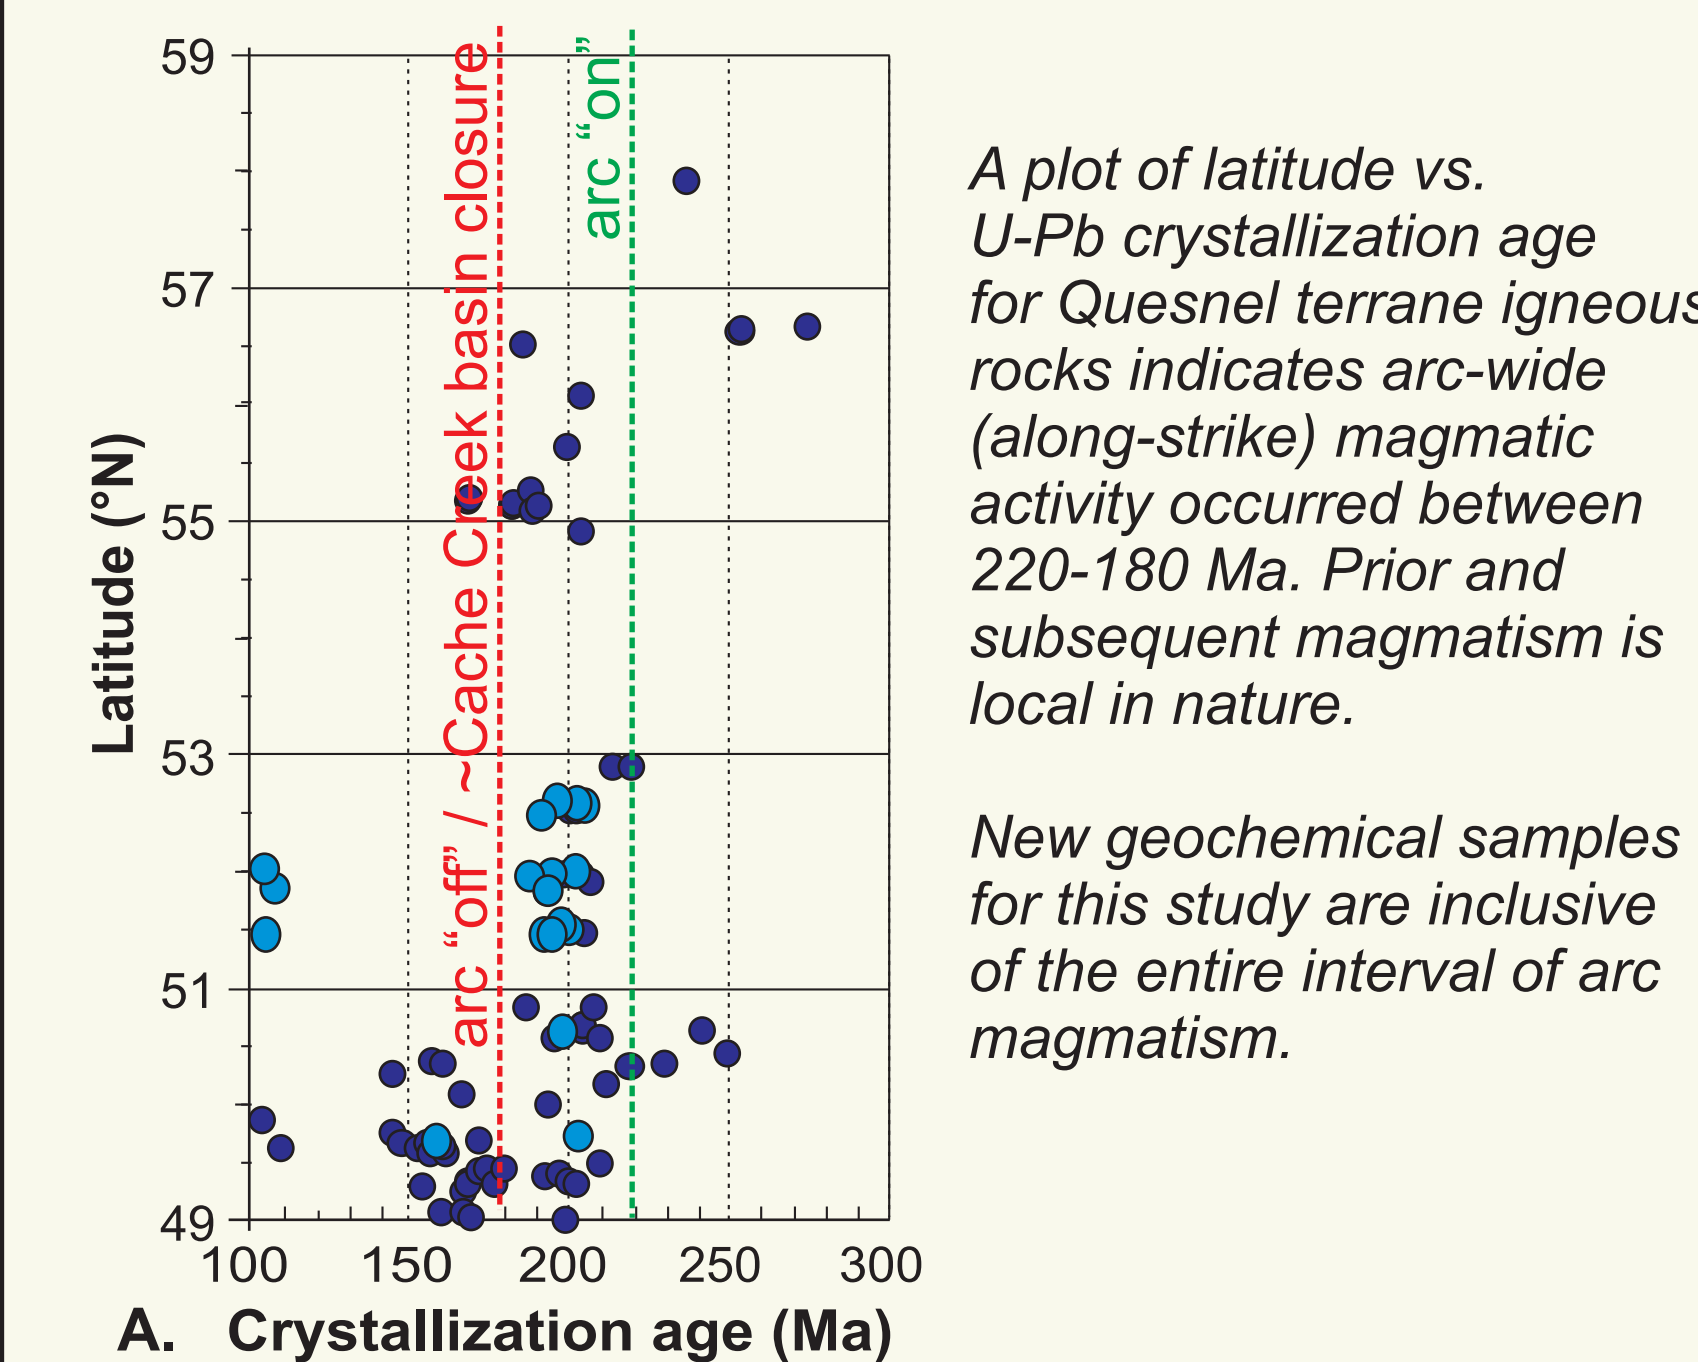 59
57
55
53
51
49
Latitude (°N)
arc “off” / ~Cache Creek basin closure
arc “on”
100 150 200 250 300
A. Crystallization age (Ma)
A plot of latitude vs.
U-Pb crystallization age
for Quesnel terrane igneous
rocks indicates arc-wide
(along-strike) magmatic
activity occurred between
220-180 Ma. Prior and
subsequent magmatism is
local in nature.
New geochemical samples
for this study are inclusive
of the entire interval of arc
magmatism.